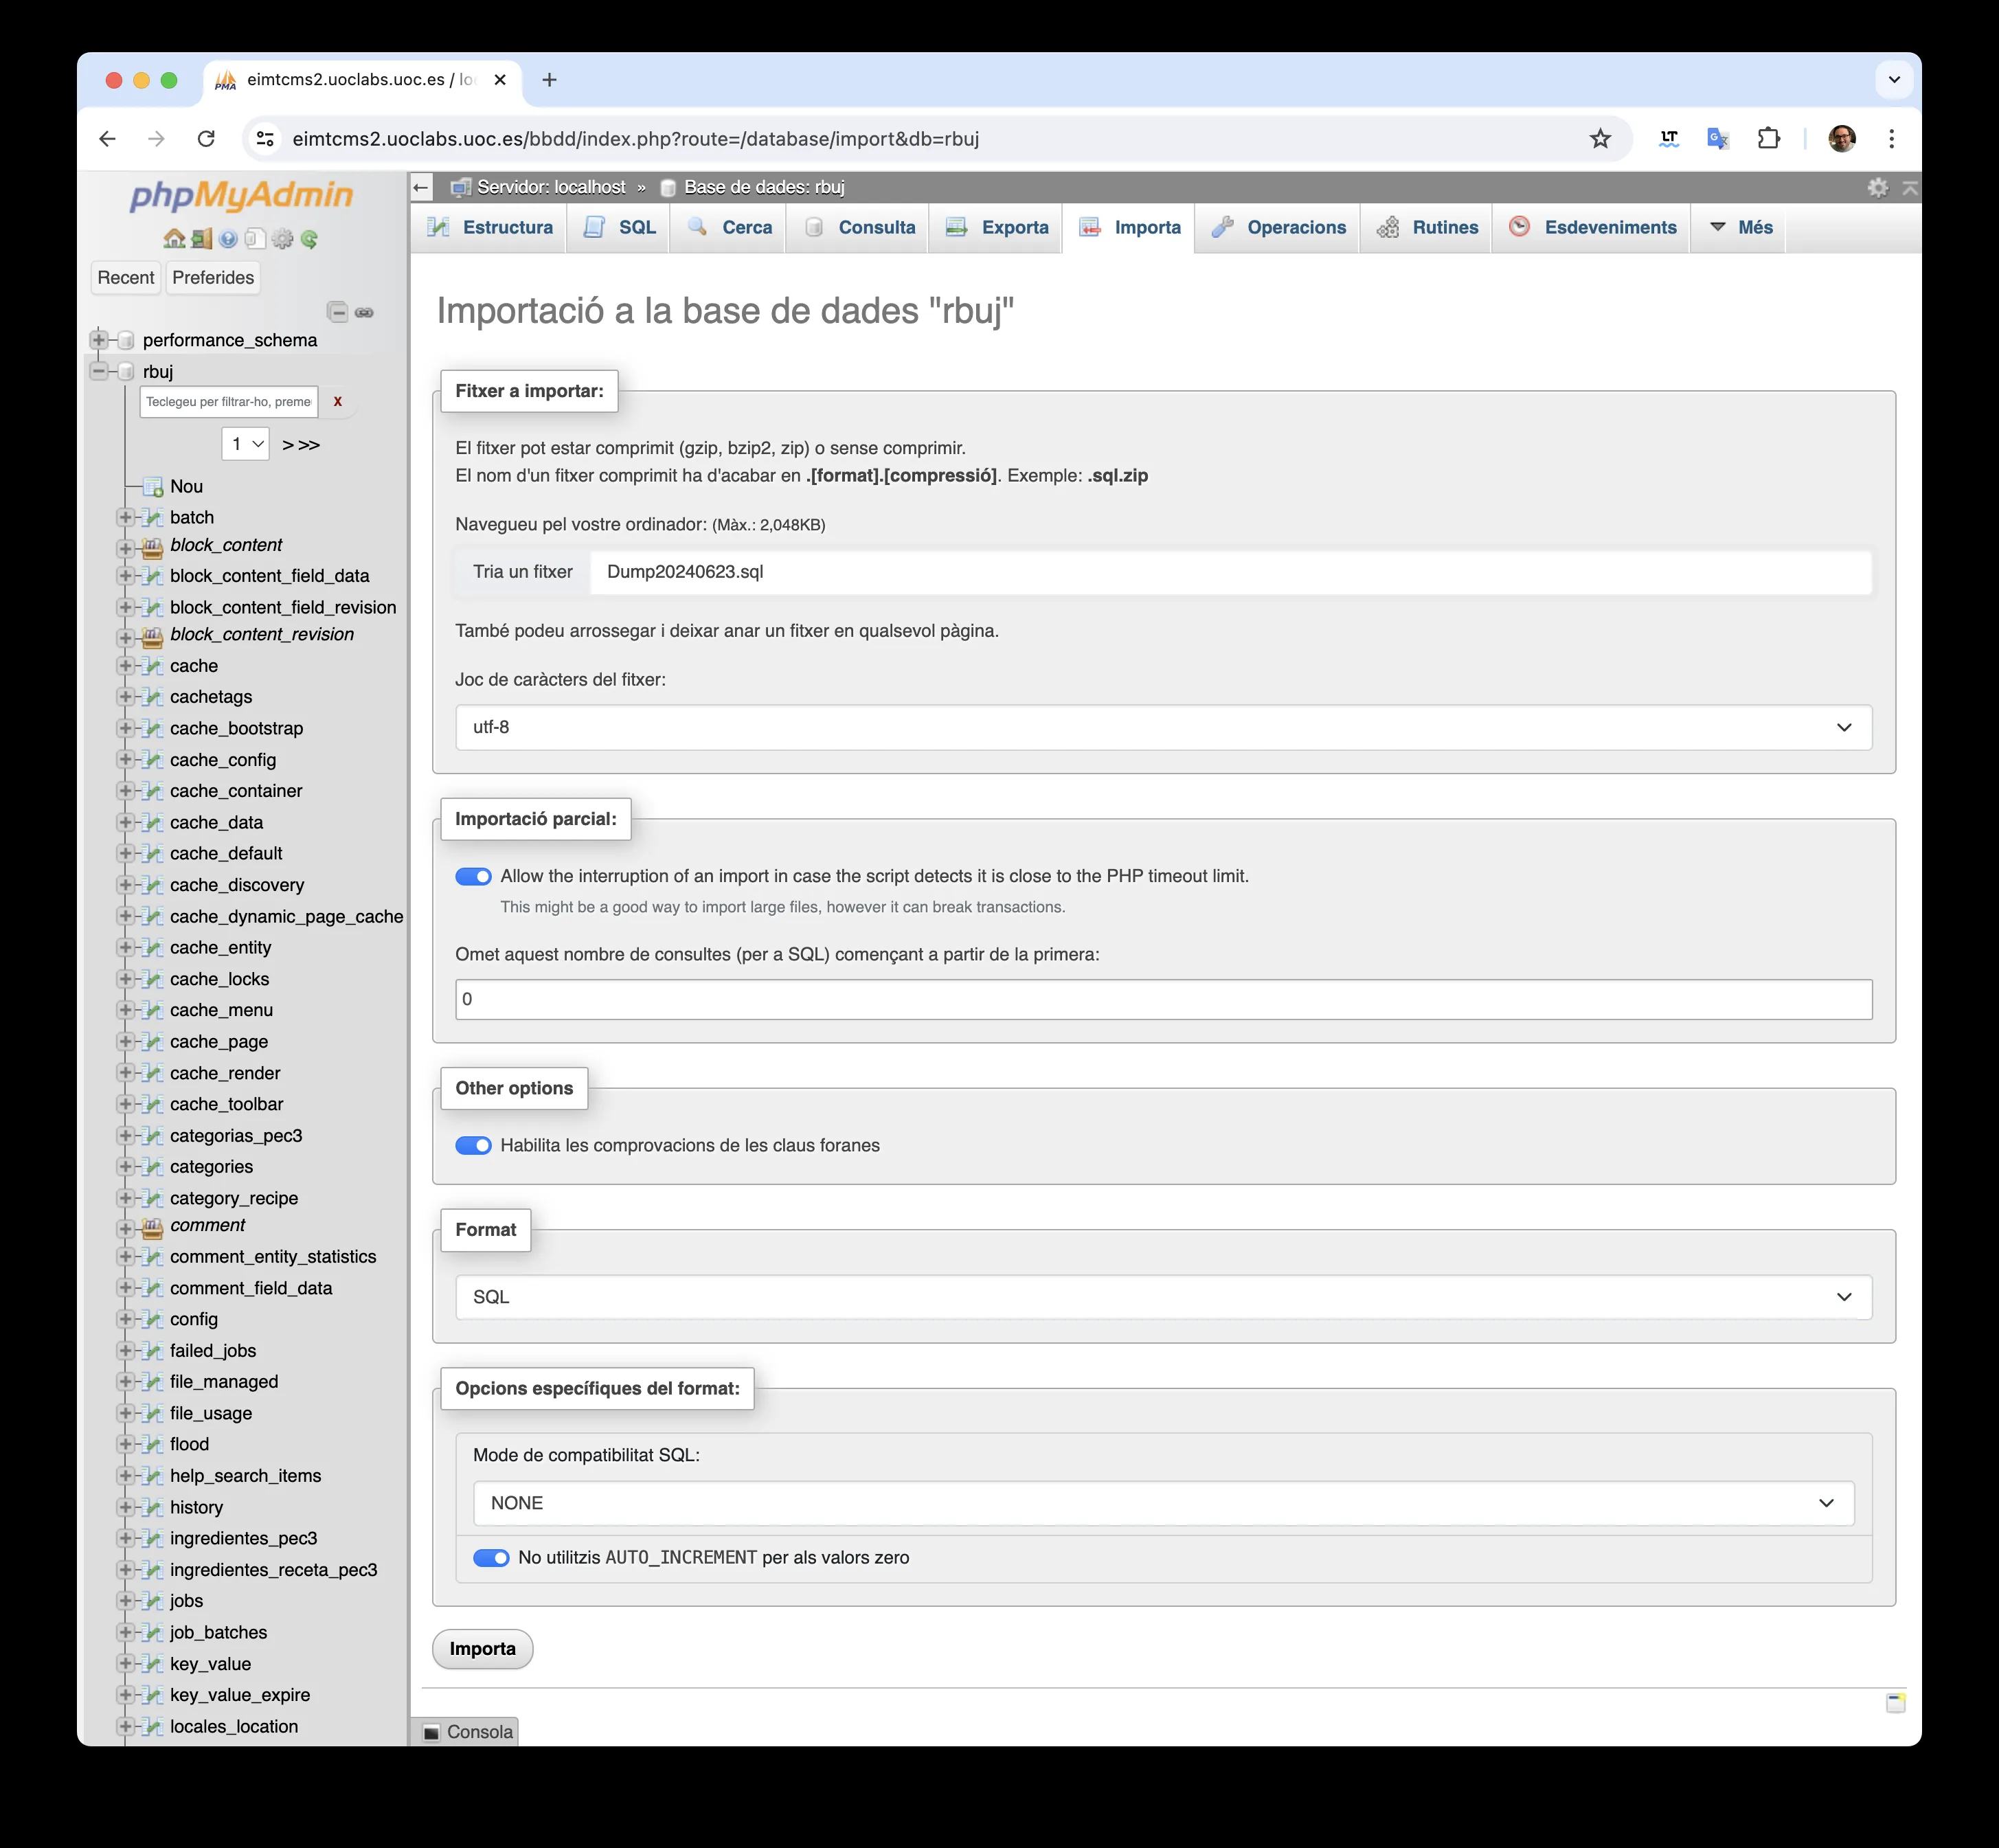 eimtcms2.uoclabs.uoc.es / lo
eimtcms2.uoclabs.uoc.es/bbdd/index.php?route=/database/import&db=rbuj
phpMyAdmin
Recent
Preferides
performance_schema
rbuj
Teclegeu per filtrar-ho, preme
X
1
> >>
Nou
batch
block_content
block_content_field_data
block_content_field_revision
block_content_revision
cache
cachetags
cache_bootstrap
cache_config
cache_container
cache_data
cache_default
cache_discovery
cache_dynamic_page_cache
cache_entity
cache_locks
cache_menu
cache_page
cache_render
cache_toolbar
categorias_pec3
categories
category_recipe
comment
comment_entity_statistics
comment_field_data
config
failed_jobs
file_managed
file_usage
flood
help_search_items
history
ingredientes_pec3
ingredientes_receta_pec3
jobs
job_batches
key_value
key_value_expire
locales_location
Servidor: localhost » Base de dades: rbuj
Estructura
SQL
Cerca
Consulta
Exporta
Importa
Operacions
Rutines
Esdeveniments
Més
Importació a la base de dades "rbuj"
Fitxer a importar:
El fitxer pot estar comprimit (gzip, bzip2, zip) o sense comprimir.
El nom d'un fitxer comprimit ha d'acabar en .[format].[compressió]. Exemple: .sql.zip
Navegueu pel vostre ordinador: (Màx.: 2,048KB)
Tria un fitxer Dump20240623.sql
També podeu arrossegar i deixar anar un fitxer en qualsevol pàgina.
Joc de caràcters del fitxer:
utf-8
Importació parcial:
Allow the interruption of an import in case the script detects it is close to the PHP timeout limit.
This might be a good way to import large files, however it can break transactions.
Omet aquest nombre de consultes (per a SQL) començant a partir de la primera:
0
Other options
Habilita les comprovacions de les claus foranes
Format
SQL
Opcions específiques del format:
Mode de compatibilitat SQL:
NONE
No utilitzis AUTO_INCREMENT per als valors zero
Importa
Consola